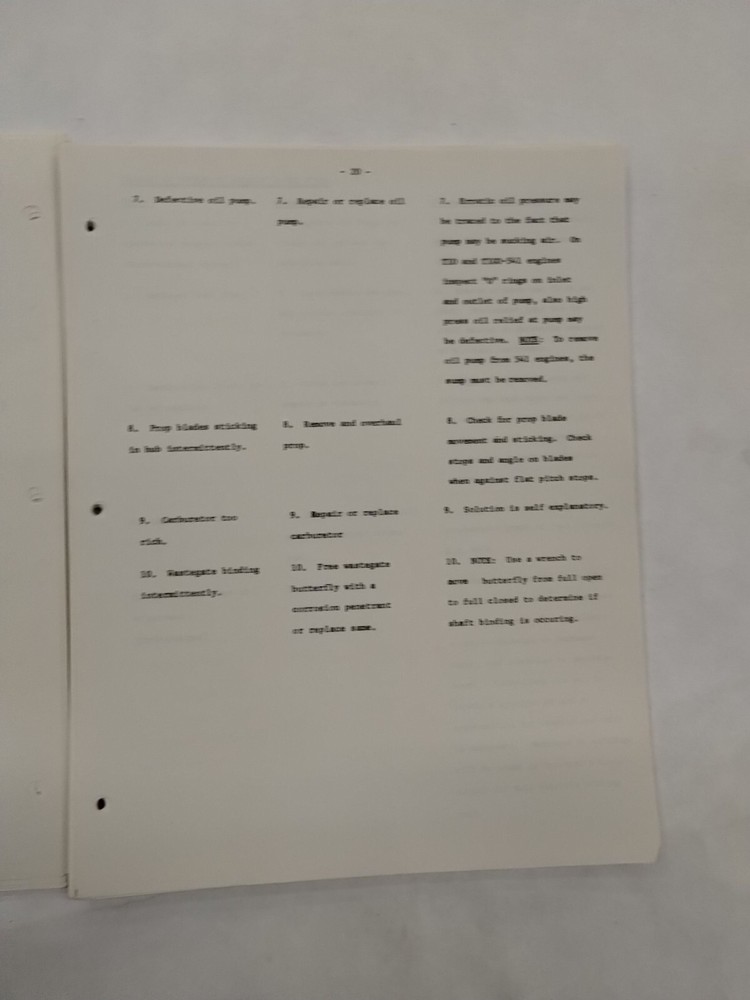 - 20 -
7. Defective oil pump.
7. Repair or replace oil
pump.
7. Erratic oil pressure may
be traced to the fact that
pump may be sucking air. On
TIO and TIGO-541 engines
inspect "O" rings on inlet
and outlet of pump, also high
press oil relief at pump may
be defective. NOTE: To remove
oil pump from 541 engines, the
sump must be removed.
8. Prop blades sticking
in hub intermittently.
8. Remove and overhaul
prop.
8. Check for prop blade
movement and sticking. Check
stops and angle on blades
when against flat pitch stops.
9. Carburetor too
rich.
9. Repair or replace
carburetor
9. Solution is self explanatory.
10. Wastegate binding
intermittently.
10. Free wastegate
butterfly with a
corrosion penetrant
or replace same.
10. NOTE: Use a wrench to
move butterfly from full open
to full closed to determine if
shaft binding is occuring.